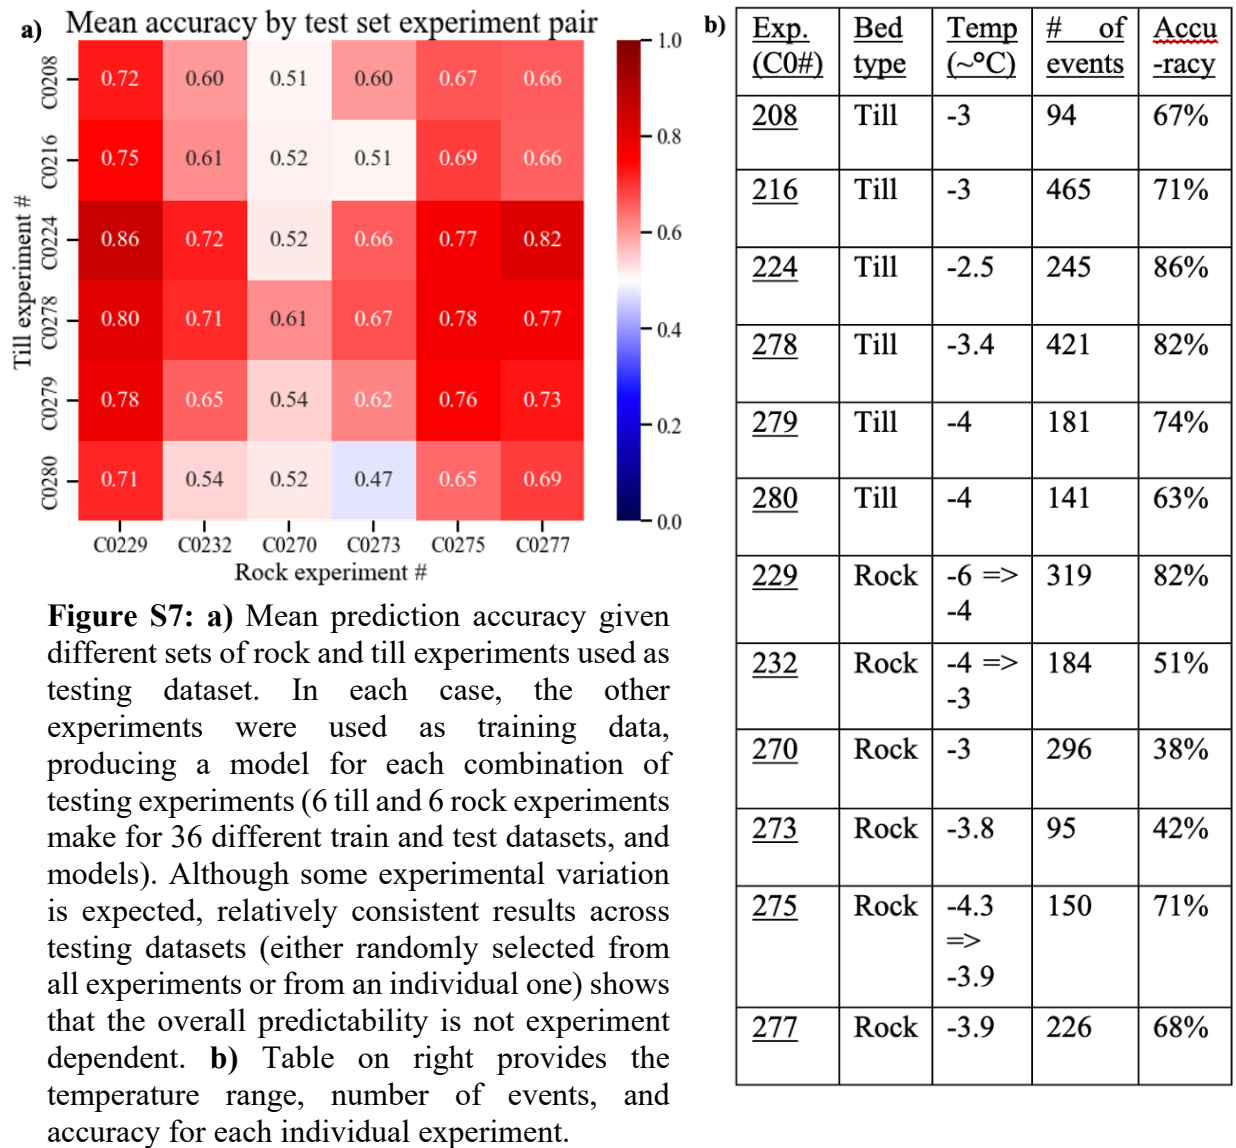 a) Mean accuracy by test set experiment pair
Till experiment #
C0208 0.72 0.60 0.51 0.60 0.67 0.66
C0216 0.75 0.61 0.52 0.51 0.69 0.66
C0224 0.86 0.72 0.52 0.66 0.77 0.82
C0278 0.80 0.71 0.61 0.67 0.78 0.77
C0279 0.78 0.65 0.54 0.62 0.76 0.73
C0280 0.71 0.54 0.52 0.47 0.65 0.69
C0229 C0232 C0270 C0273 C0275 C0277
Rock experiment #
1.0
0.8
0.6
0.4
0.2
0.0
Figure S7: a) Mean prediction accuracy given
different sets of rock and till experiments used as
testing dataset. In each case, the other
experiments were used as training data,
producing a model for each combination of
testing experiments (6 till and 6 rock experiments
make for 36 different train and test datasets, and
models). Although some experimental variation
is expected, relatively consistent results across
testing datasets (either randomly selected from
all experiments or from an individual one) shows
that the overall predictability is not experiment
dependent. b) Table on right provides the
temperature range, number of events, and
accuracy for each individual experiment.
b)
Exp. Bed Temp # of Accu
(C0#) type (~°C) events -racy
208 Till -3 94 67%
216 Till -3 465 71%
224 Till -2.5 245 86%
278 Till -3.4 421 82%
279 Till -4 181 74%
280 Till -4 141 63%
229 Rock -6 => 319 82%
-4
232 Rock -4 => 184 51%
-3
270 Rock -3 296 38%
273 Rock -3.8 95 42%
275 Rock -4.3 150 71%
=>
-3.9
277 Rock -3.9 226 68%